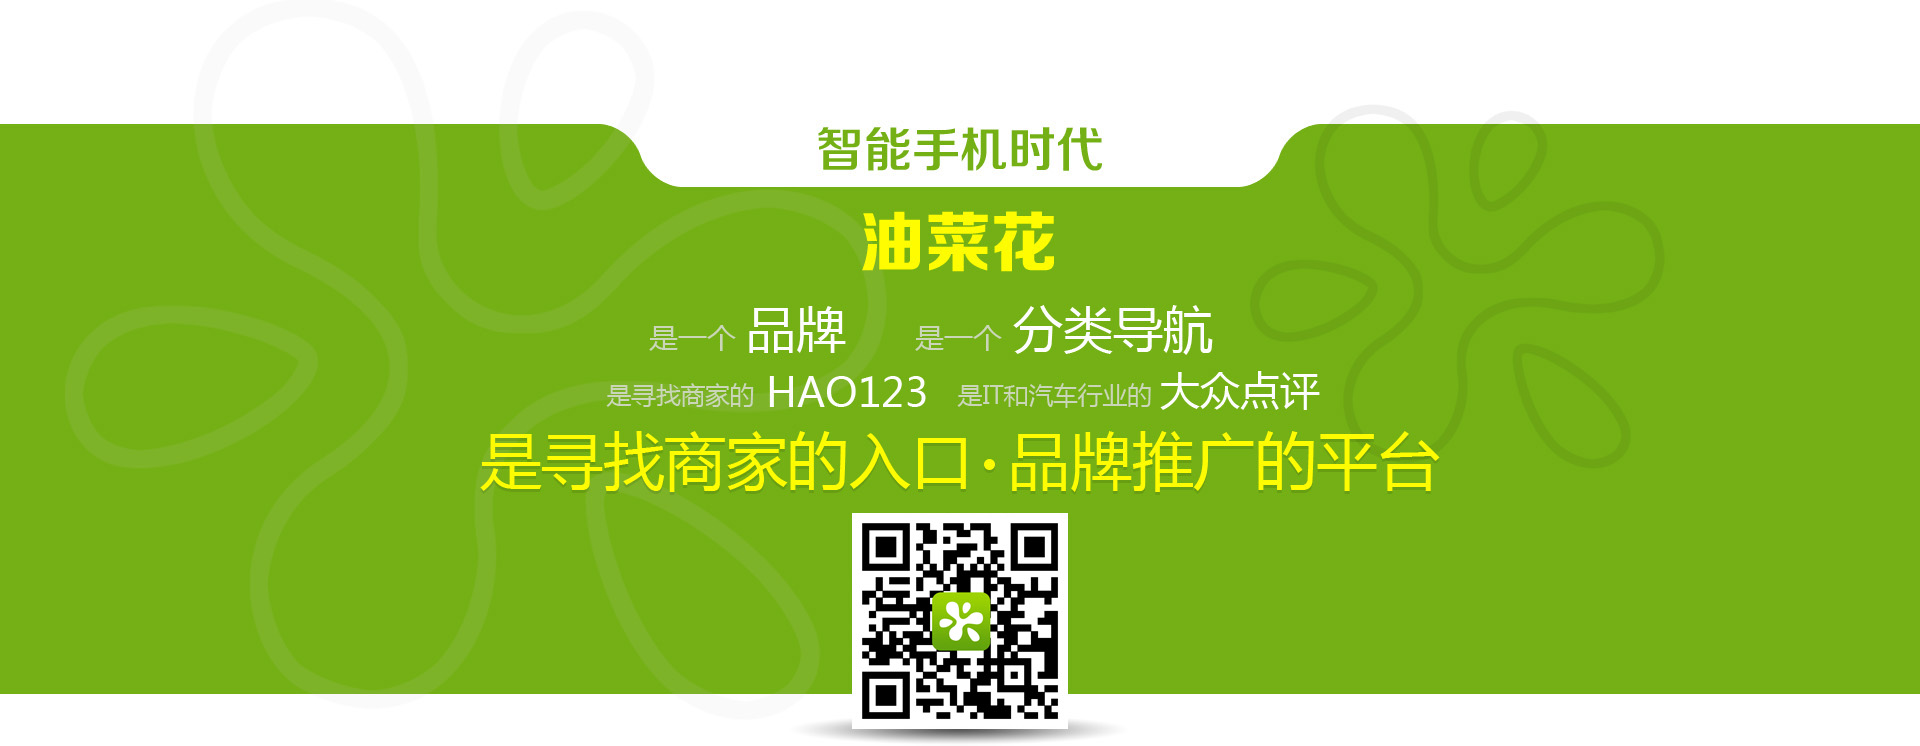 智能手机时代
油菜花
是一个 品牌 是一个 分类导航
是寻找商家的 HAO123 是IT和汽车行业的 大众点评
是寻找商家的入口·品牌推广的平台